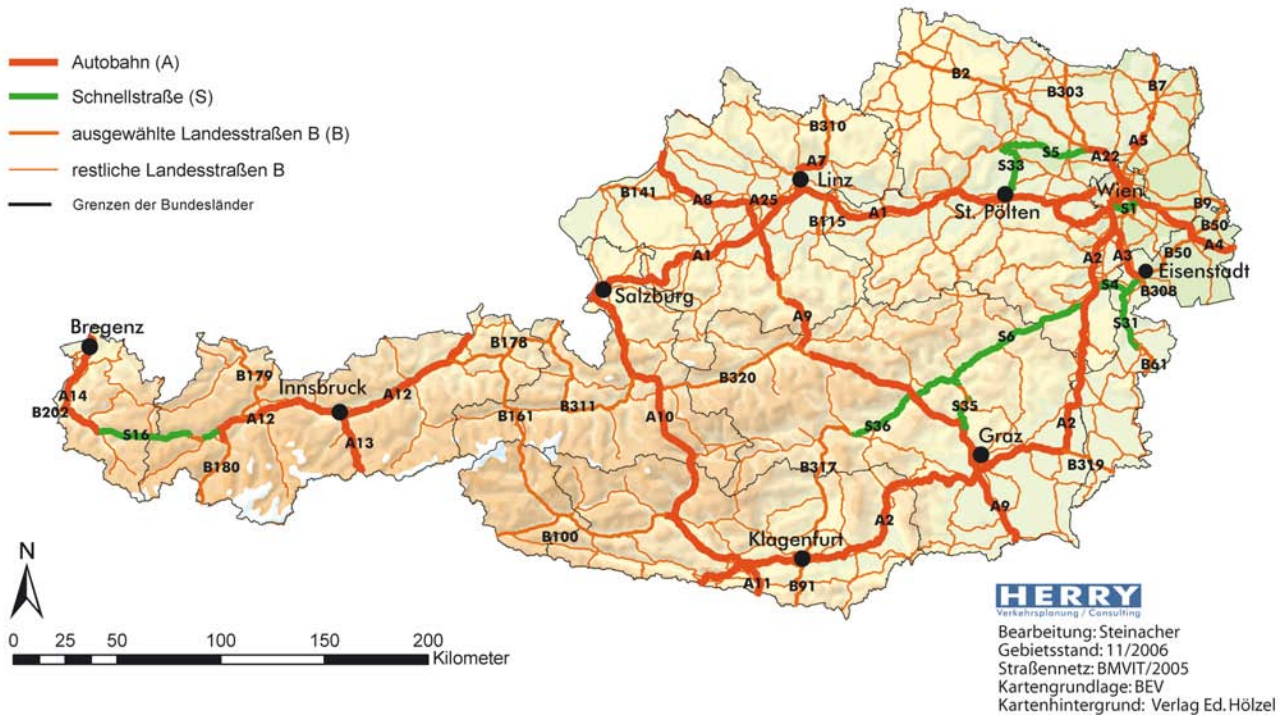 Autobahn (A)
Schnellstraße (S)
ausgewählte Landesstraßen B (B)
restliche Landesstraßen B
Grenzen der Bundesländer
B2
B303
B7
B310
A5
A22
S5
S33
A7
Linz
Wien
B141
A8
A25
St. Pölten
S1
B9
B115
A1
B50
A4
A1
A2
A3
B50
Eisenstadt
S4
B308
Salzburg
S31
Bregenz
A9
S6
B178
B61
B179
Innsbruck
B320
A14
A12
A12
B311
B202
B161
A10
S35
S16
A13
S36
Graz
A2
B180
B317
B319
A2
A9
B100
Klagenfurt
A11
B91
N
0 25 50 100 150 200
Kilometer
HERRY
Verkehrsplanung / Consulting
Bearbeitung: Steinacher
Gebietsstand: 11/2006
Straßennetz: BMVIT/2005
Kartengrundlage: BEV
Kartenhintergrund: Verlag Ed. Hölzel